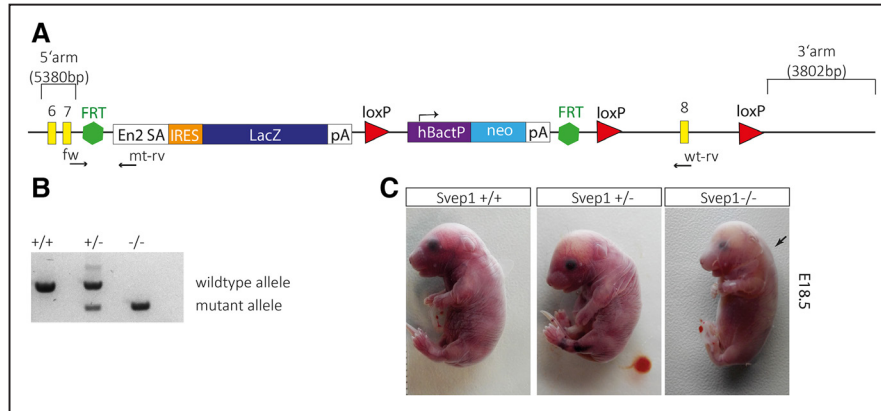 A
5'arm
(5380bp)
3'arm
(3802bp)
6 7 FRT
loxP
FRT loxP
8
loxP
En2 SA IRES LacZ pA
hBactP neo pA
fw
mt-rv
wt-rv
B
+/+ +/- -/-
wildtype allele
mutant allele
C
Svep1 +/+ Svep1 +/- Svep1-/-
E18.5